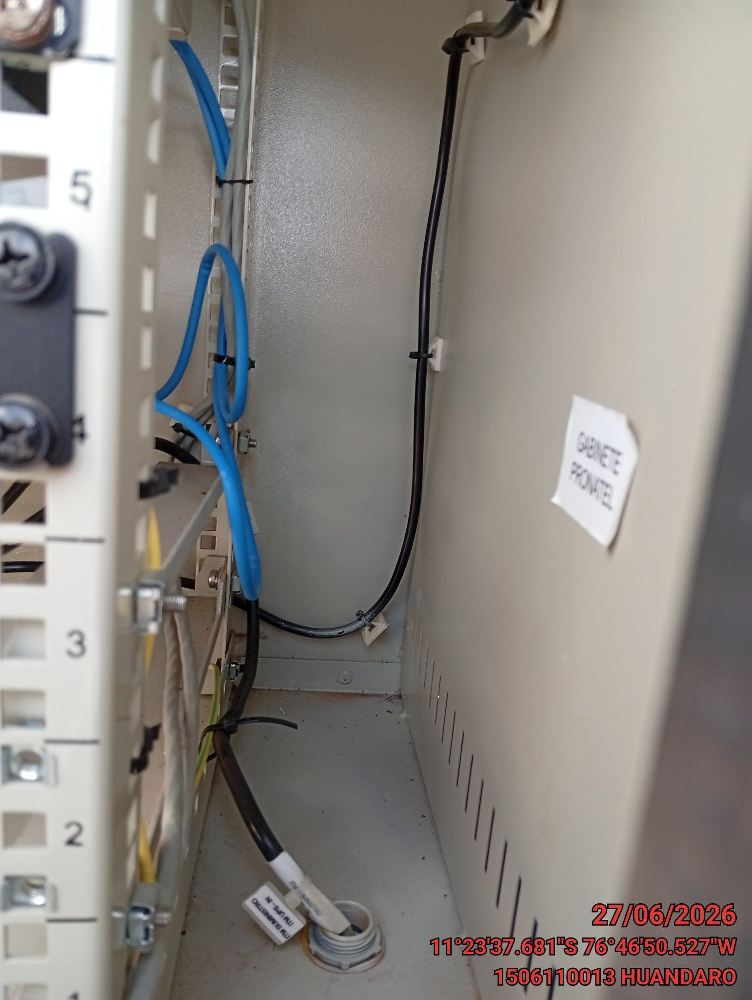 5
4
3
2
1
GABINETE
PRONATEL
ITM SUMINISTRO
ITM UPS - IN
27/06/2026
11°23'37.681"S 76°46'50.527"W
1506110013 HUANDARO